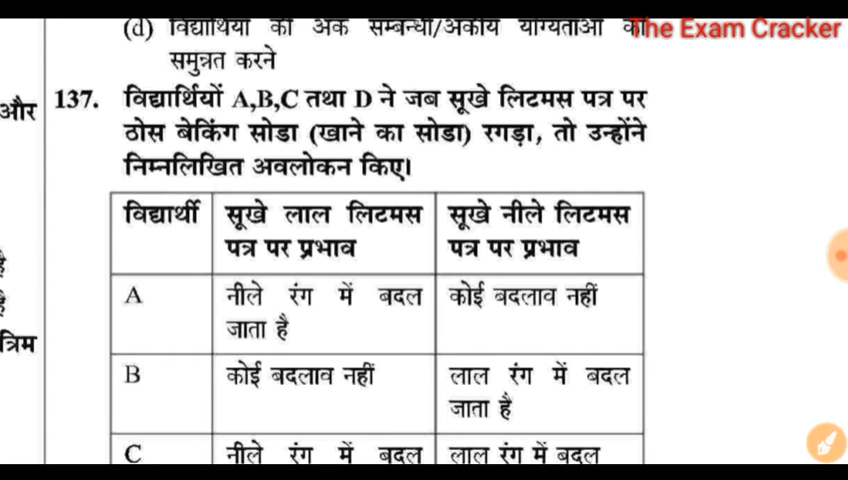 (d) विद्यार्थियों की अंक सम्बन्धी/अंकीय योग्यताओं को
The Exam Cracker
समुन्नत करने
और
137. विद्यार्थियों A,B,C तथा D ने जब सूखे लिटमस पत्र पर
ठोस बेकिंग सोडा (खाने का सोडा) रगड़ा, तो उन्होंने
निम्नलिखित अवलोकन किए।
विद्यार्थी सूखे लाल लिटमस सूखे नीले लिटमस
पत्र पर प्रभाव पत्र पर प्रभाव
A नीले रंग में बदल कोई बदलाव नहीं
जाता है
B कोई बदलाव नहीं लाल रंग में बदल
जाता है
C नीले रंग में बदल लाल रंग में बदल
है
है
त्रिम